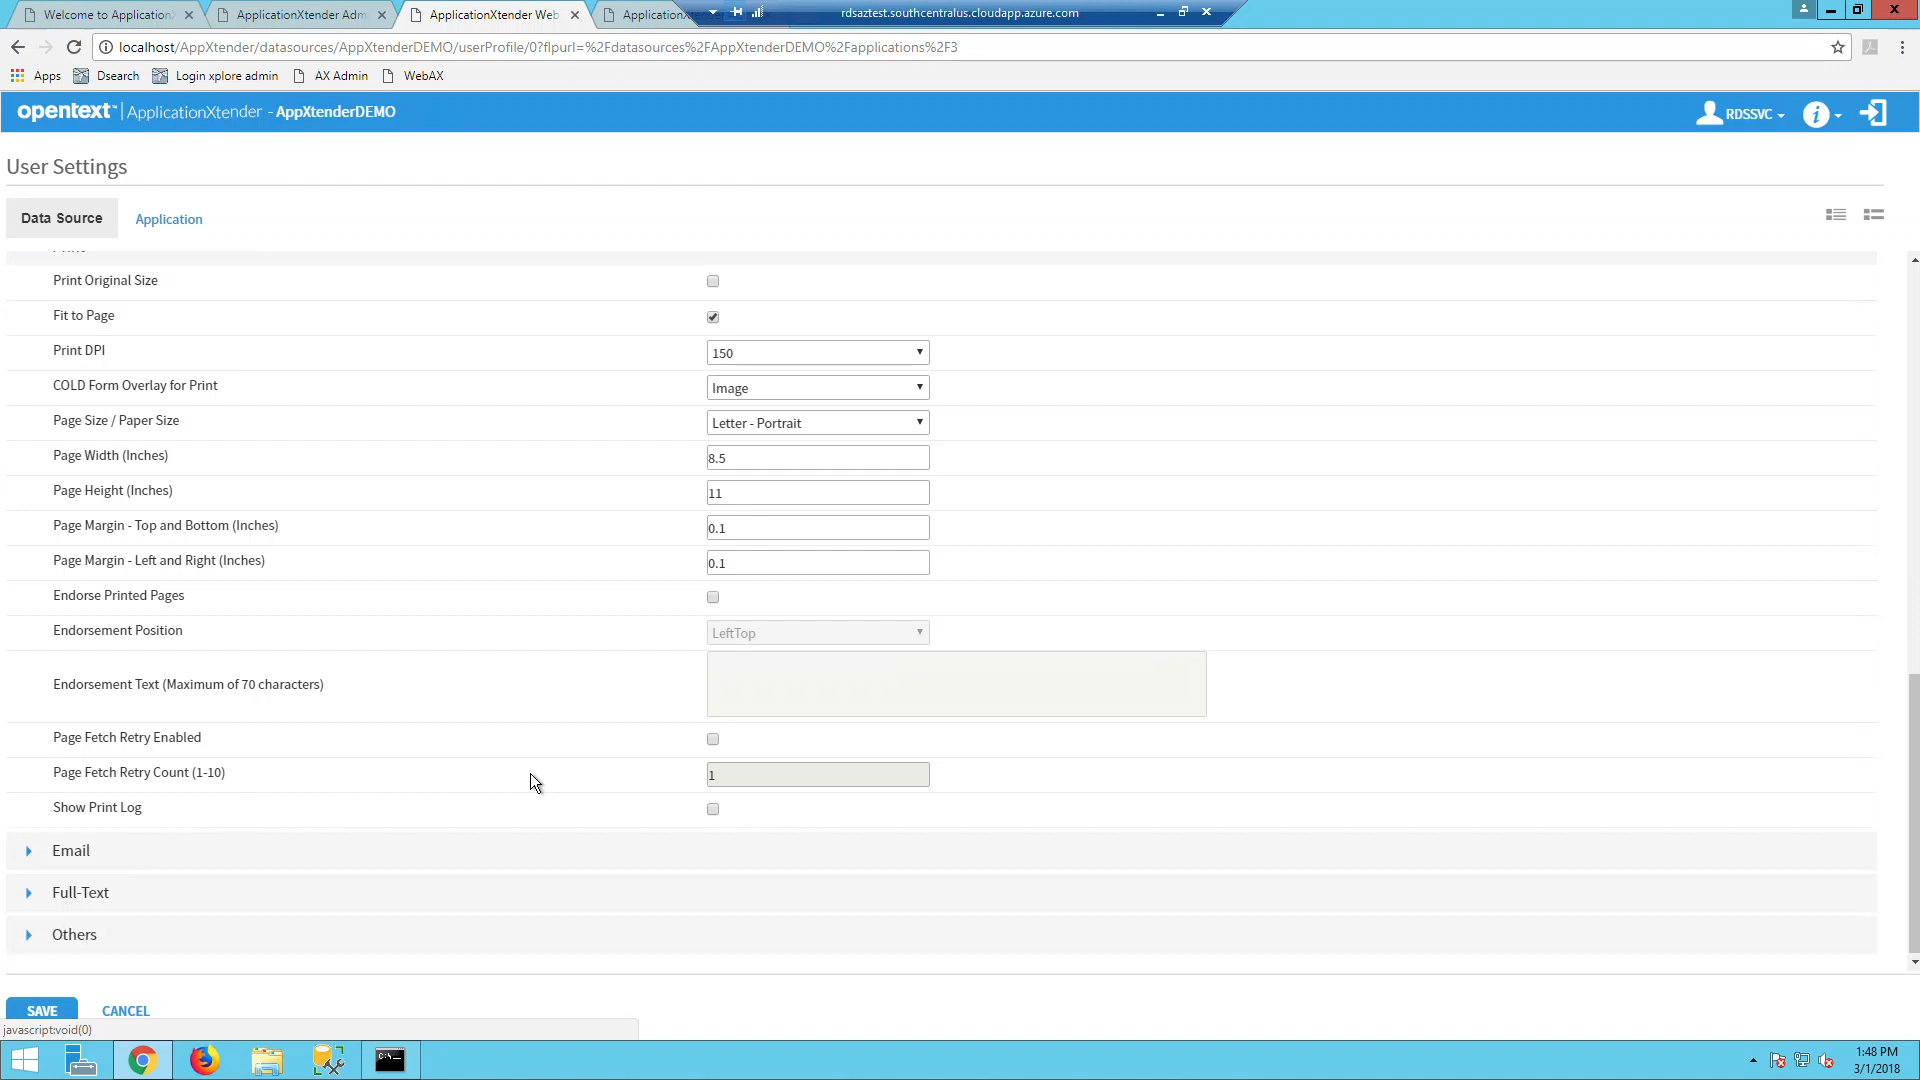 Welcome to Application
ApplicationXtender Adm
ApplicationXtender Web
Application
rdsaztest.southcentralus.cloudapp.azure.com
localhost/AppXtender/datasources/AppXtenderDEMO/userProfile/0?flpurl=%2Fdatasources%2FAppXtenderDEMO%2Fapplications%2F3
Apps
Dsearch
Login xplore admin
AX Admin
WebAX
opentext™ | ApplicationXtender - AppXtenderDEMO
RDSSVC
User Settings
Data Source
Application
Print Original Size
Fit to Page
Print DPI
150
COLD Form Overlay for Print
Image
Page Size / Paper Size
Letter - Portrait
Page Width (Inches)
8.5
Page Height (Inches)
11
Page Margin - Top and Bottom (Inches)
0.1
Page Margin - Left and Right (Inches)
0.1
Endorse Printed Pages
Endorsement Position
LeftTop
Endorsement Text (Maximum of 70 characters)
Page Fetch Retry Enabled
Page Fetch Retry Count (1-10)
1
Show Print Log
Email
Full-Text
Others
SAVE
CANCEL
javascript:void(0)
1:48 PM
3/1/2018